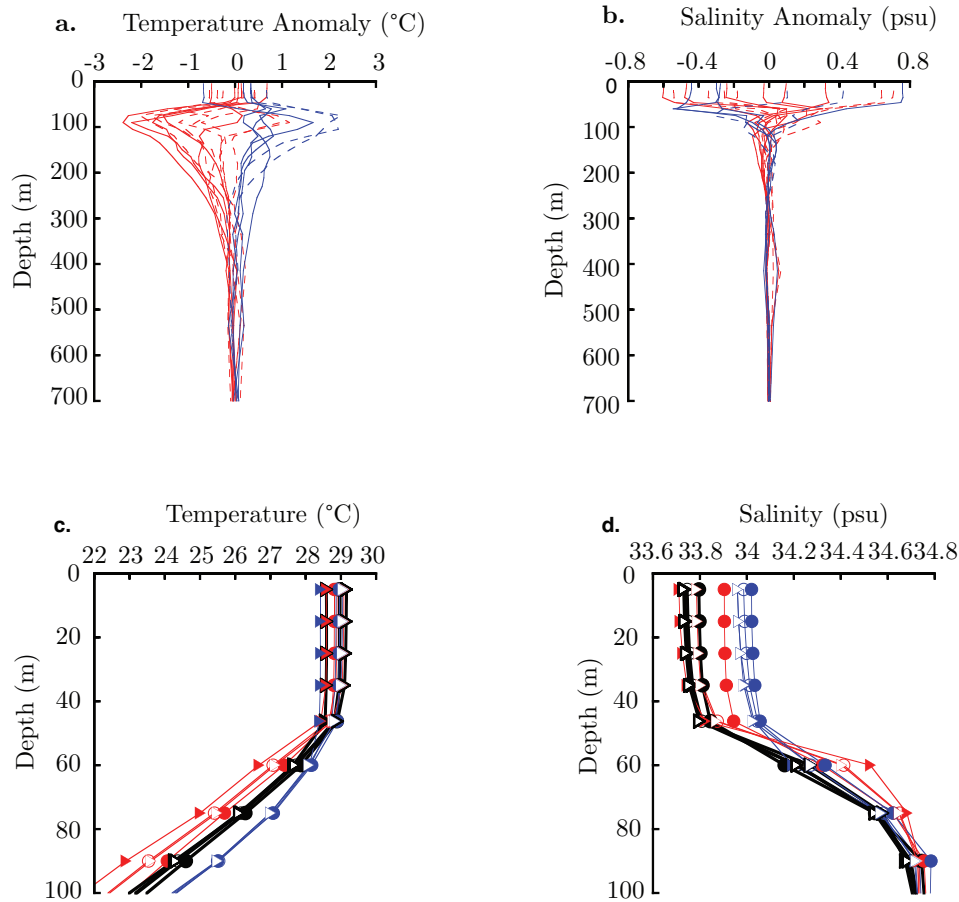 a. Temperature Anomaly (°C)
-3 -2 -1 0 1 2 3
0
100
200
300
400
500
600
700
Depth (m)
b. Salinity Anomaly (psu)
-0.8 -0.4 0 0.4 0.8
0
100
200
300
400
500
600
700
Depth (m)
c. Temperature (°C)
22 23 24 25 26 27 28 29 30
0
20
40
60
80
100
Depth (m)
d. Salinity (psu)
33.6 33.8 34 34.2 34.4 34.6 34.8
0
20
40
60
80
100
Depth (m)